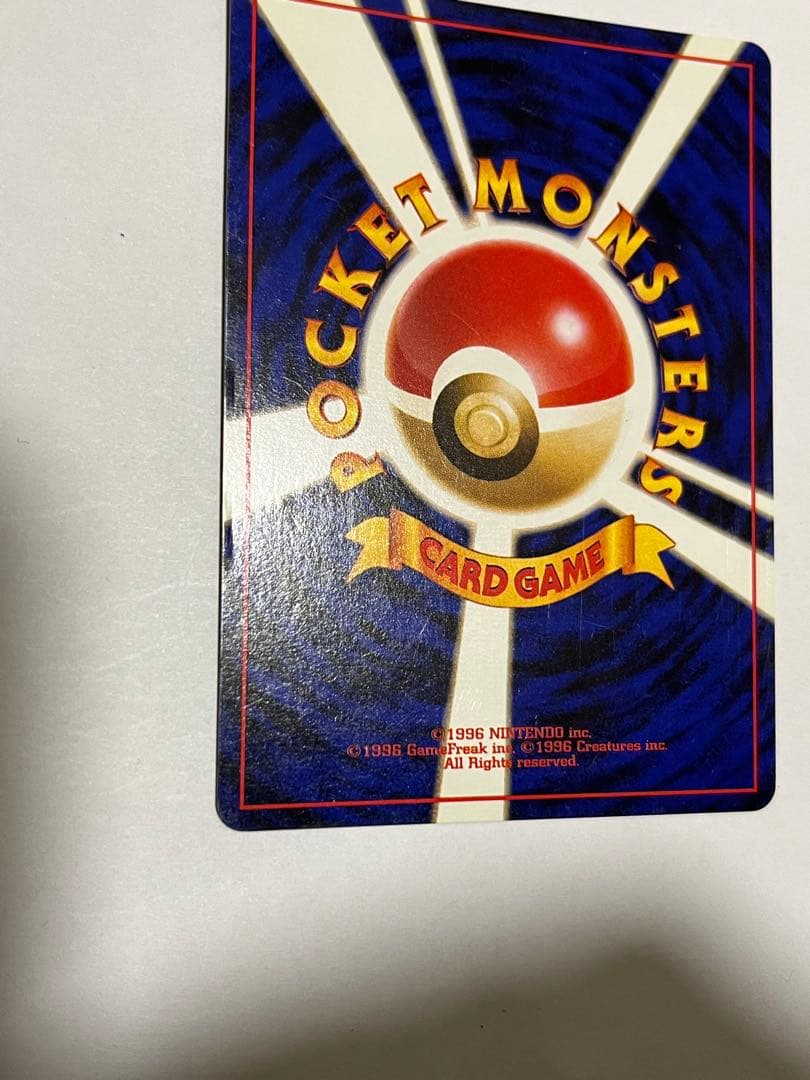 POCKET MONSTERS
CARD GAME
©1996 NINTENDO inc.
©1996 GameFreak inc. ©1996 Creatures inc.
All Rights reserved.